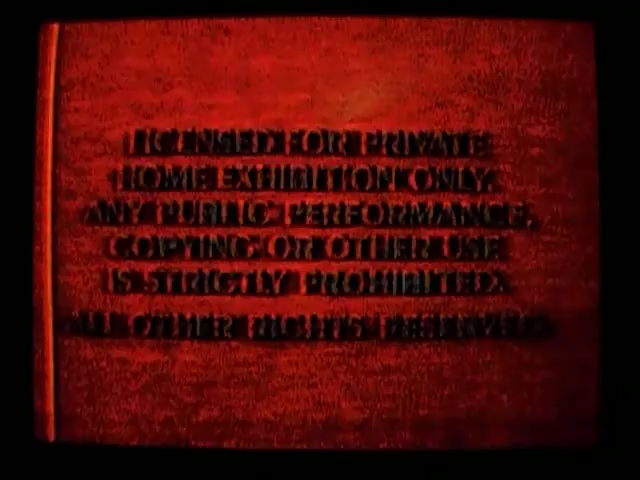 LICENSED FOR PRIVATE
HOME EXHIBITION ONLY.
ANY PUBLIC PERFORMANCE,
COPYING OR OTHER USE
IS STRICTLY PROHIBITED.
ALL OTHER RIGHTS RESERVED.